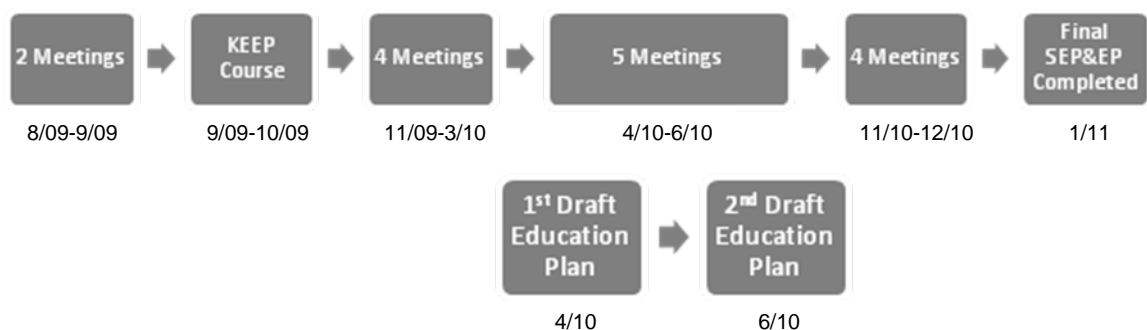 2 Meetings
KEEP
Course
4 Meetings
5 Meetings
4 Meetings
Final
SEP&EP
Completed
8/09-9/09
9/09-10/09
11/09-3/10
4/10-6/10
11/10-12/10
1/11
1st Draft
Education
Plan
2nd Draft
Education
Plan
4/10
6/10